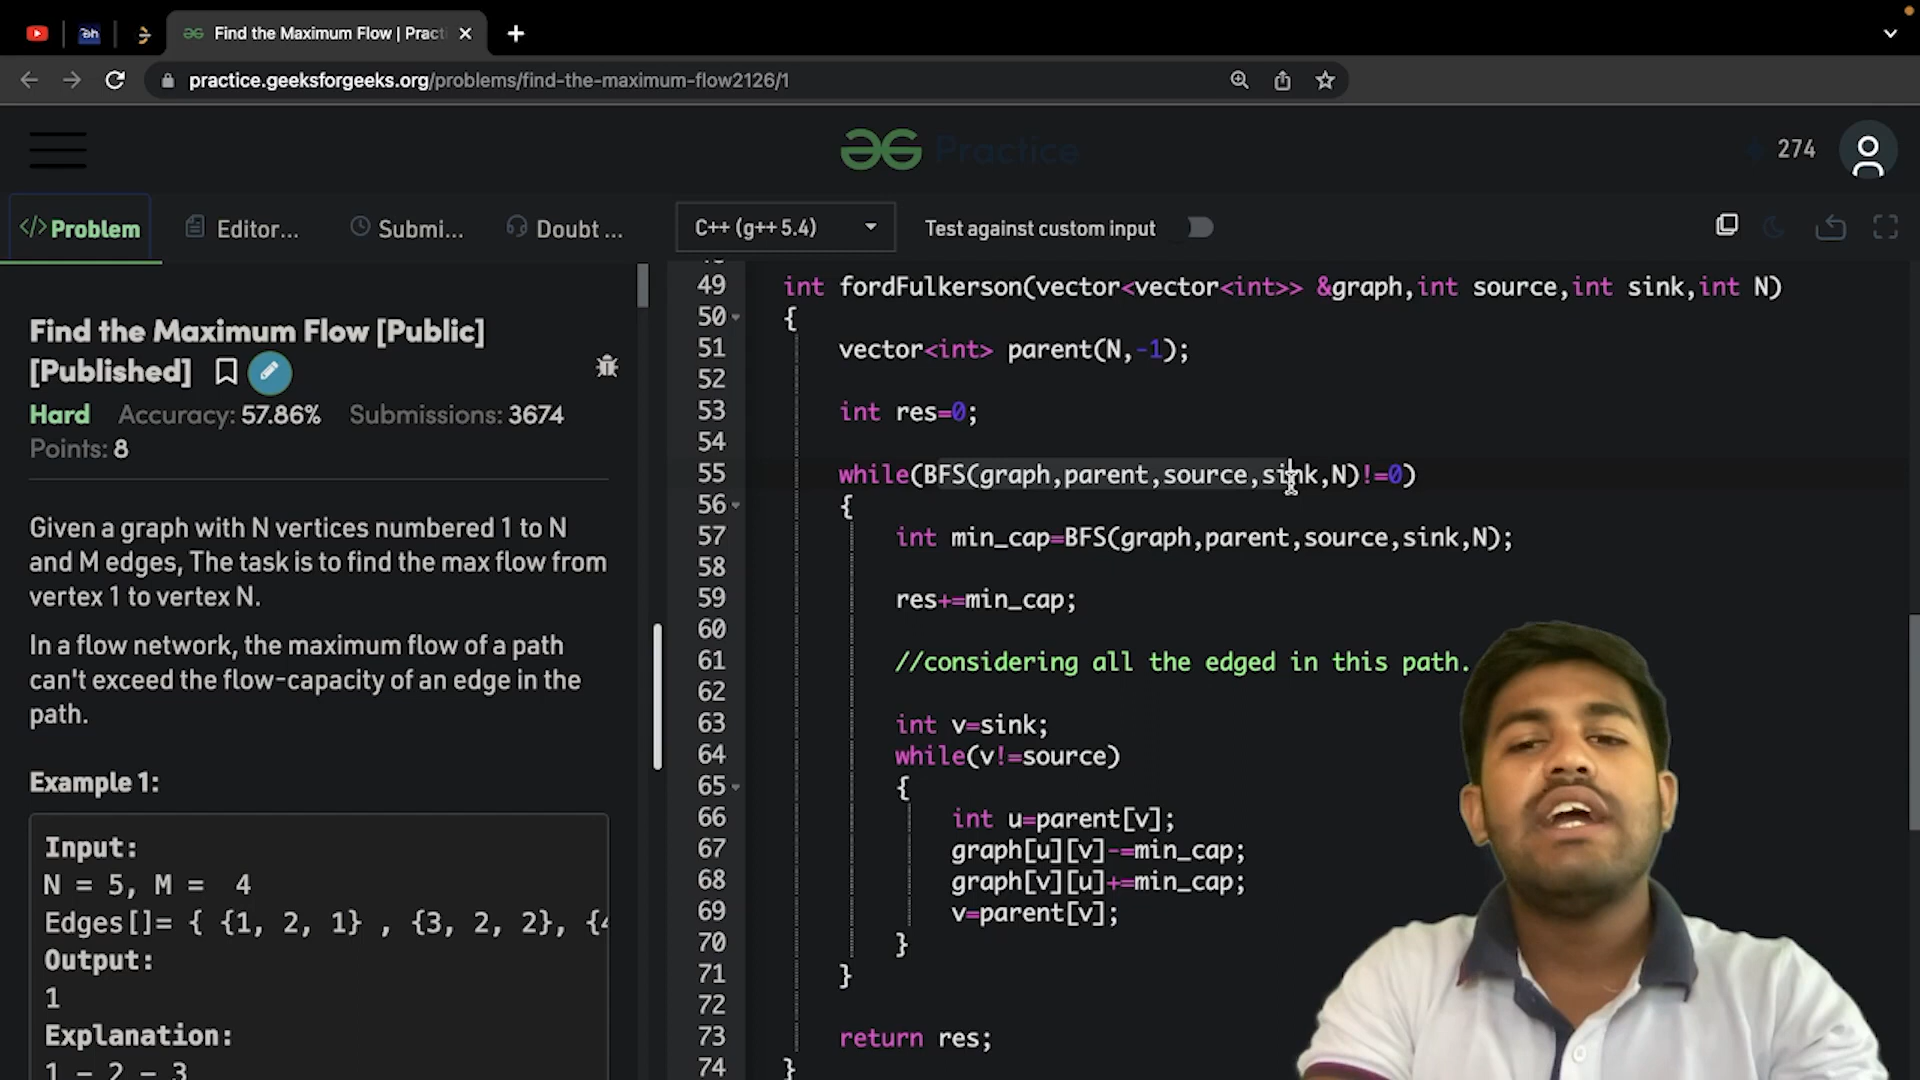 Find the Maximum Flow | Practi
practice.geeksforgeeks.org/problems/find-the-maximum-flow2126/1
Practice
274
</> Problem
Editor...
Submi...
Doubt ...
C++ (g++ 5.4)
Test against custom input
Find the Maximum Flow [Public]
[Published]
Hard Accuracy: 57.86% Submissions: 3674
Points: 8
Given a graph with N vertices numbered 1 to N
and M edges, The task is to find the max flow from
vertex 1 to vertex N.
In a flow network, the maximum flow of a path
can't exceed the flow-capacity of an edge in the
path.
Example 1:
Input:
N = 5, M =  4
Edges[]= { {1, 2, 1} , {3, 2, 2}, {4
Output:
1
Explanation:
1 - 2 - 3
49 int fordFulkerson(vector<vector<int>> &graph,int source,int sink,int N)
50 {
51 vector<int> parent(N,-1);
52
53 int res=0;
54
55 while(BFS(graph,parent,source,sink,N)!=0)
56 {
57 int min_cap=BFS(graph,parent,source,sink,N);
58
59 res+=min_cap;
60
61 //considering all the edged in this path.
62
63 int v=sink;
64 while(v!=source)
65 {
66 int u=parent[v];
67 graph[u][v]-=min_cap;
68 graph[v][u]+=min_cap;
69 v=parent[v];
70 }
71 }
72
73 return res;
74 }